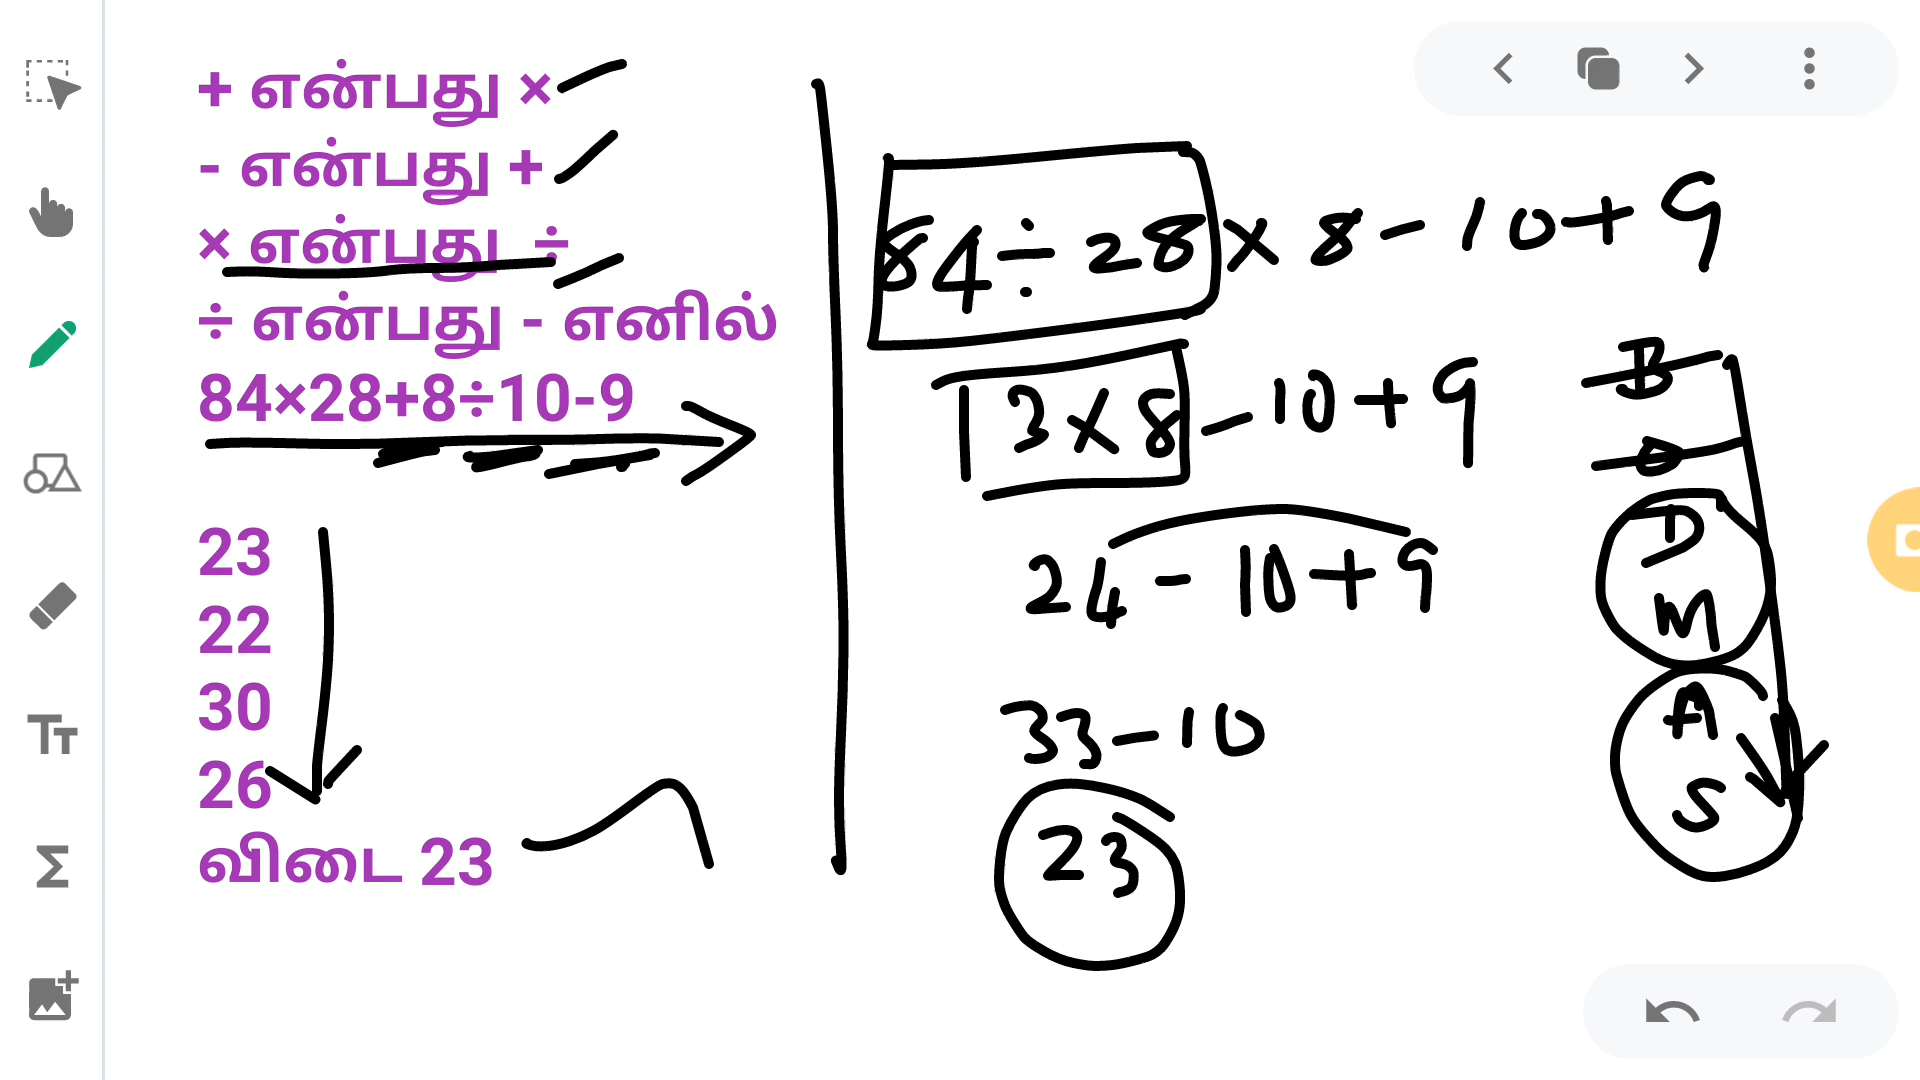 + என்பது ×
- என்பது +
× என்பது ÷
÷ என்பது - எனில்
84×28+8÷10-9
23
22
30
26
விடை 23
84÷28×8-10+9
3×8-10+9
24-10+9
33-10
23
B
O
D
M
A
S
Tт
Σ